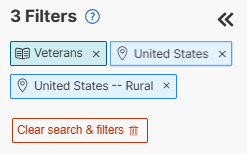 3 Filters ?
Veterans × United States ×
United States -- Rural ×
Clear search & filters